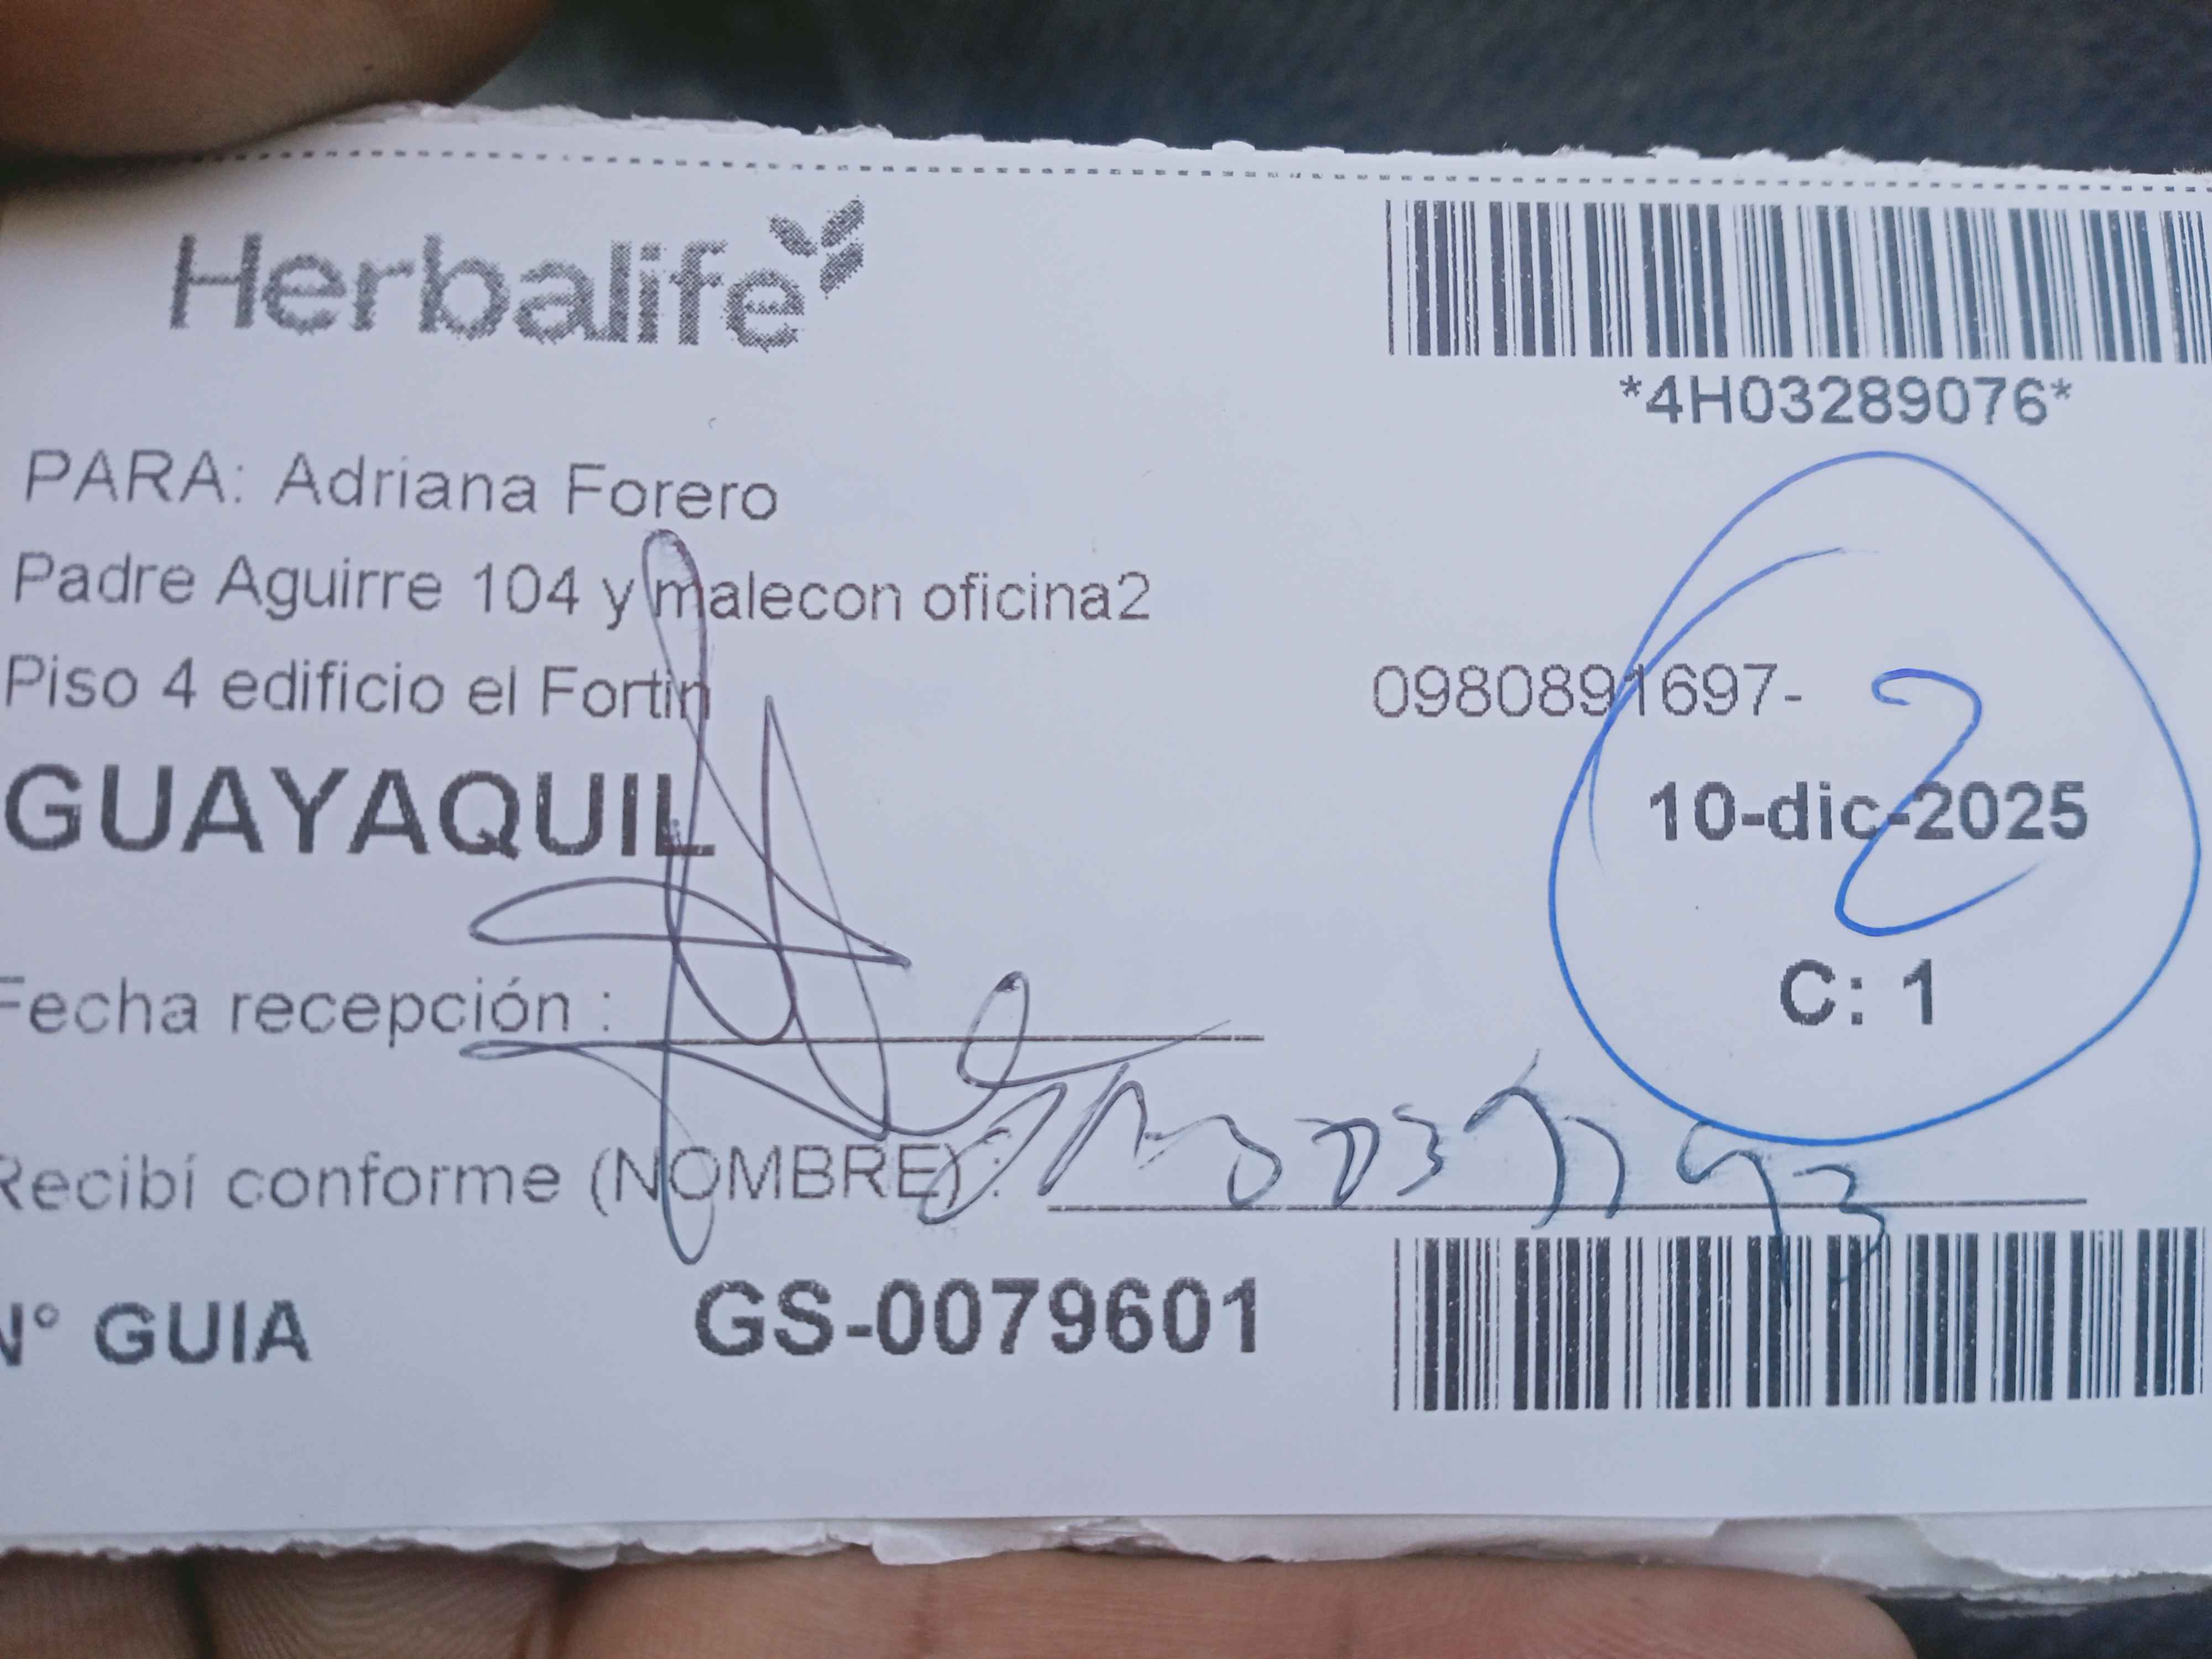 Herbalife
*4H03289076*
PARA: Adriana Forero
Padre Aguirre 104 y malecon oficina2
Piso 4 edificio el Fortin
0980891697-
GUAYAQUIL
10-dic-2025
2
C: 1
Fecha recepción :
Recibí conforme (NOMBRE) :
N° GUIA GS-0079601